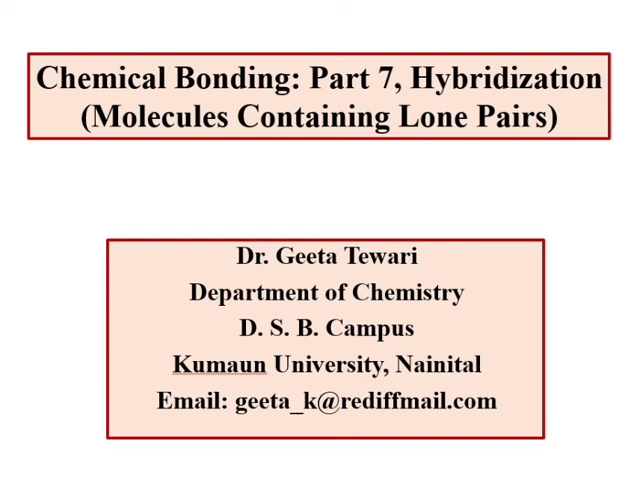 Chemical Bonding: Part 7, Hybridization
(Molecules Containing Lone Pairs)
Dr. Geeta Tewari
Department of Chemistry
D. S. B. Campus
Kumaun University, Nainital
Email: geeta_k@rediffmail.com